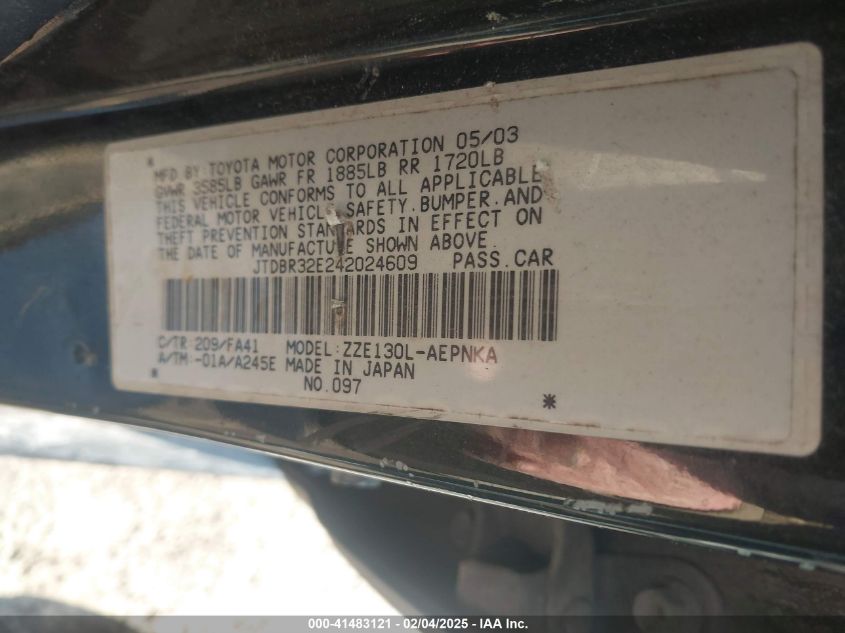 MFD BY:TOYOTA MOTOR CORPORATION 05/03
GVWR 3585LB GAWR FR 1885LB RR 1720LB
THIS VEHICLE CONFORMS TO ALL APPLICABLE
FEDERAL MOTOR VEHICLE SAFETY.BUMPER.AND
THEFT PREVENTION STANDARDS IN EFFECT ON
THE DATE OF MANUFACTURE SHOWN ABOVE.
JTDBR32E242024609 PASS.CAR
C/TR:209/FA41 MODEL:ZZE130L-AEPNKA
A/TM:-01A/A245E MADE IN JAPAN
NO.097
000-41483121 - 02/04/2025 - IAA Inc.